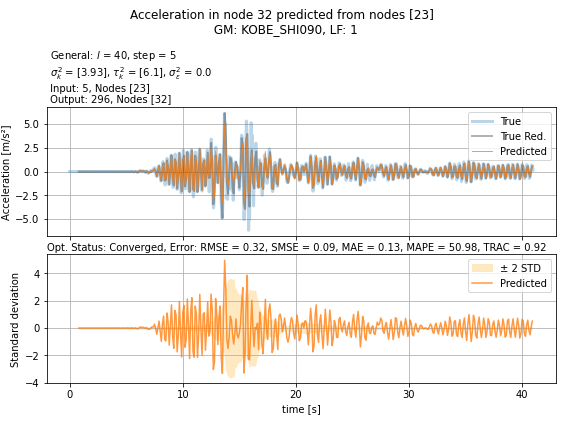 Acceleration in node 32 predicted from nodes [23]
GM: KOBE_SHI090, LF: 1
General: l = 40, step = 5
σ²ₖ = [3.93], τ²ₖ = [6.1], σ²ₜ = 0.0
Input: 5, Nodes [23]
Output: 296, Nodes [32]
Acceleration [m/s²]
5.0
2.5
0.0
−2.5
−5.0
True
True Red.
Predicted
Opt. Status: Converged, Error: RMSE = 0.32, SMSE = 0.09, MAE = 0.13, MAPE = 50.98, TRAC = 0.92
Standard deviation
4
2
0
−2
−4
± 2 STD
Predicted
0
10
20
30
40
time [s]